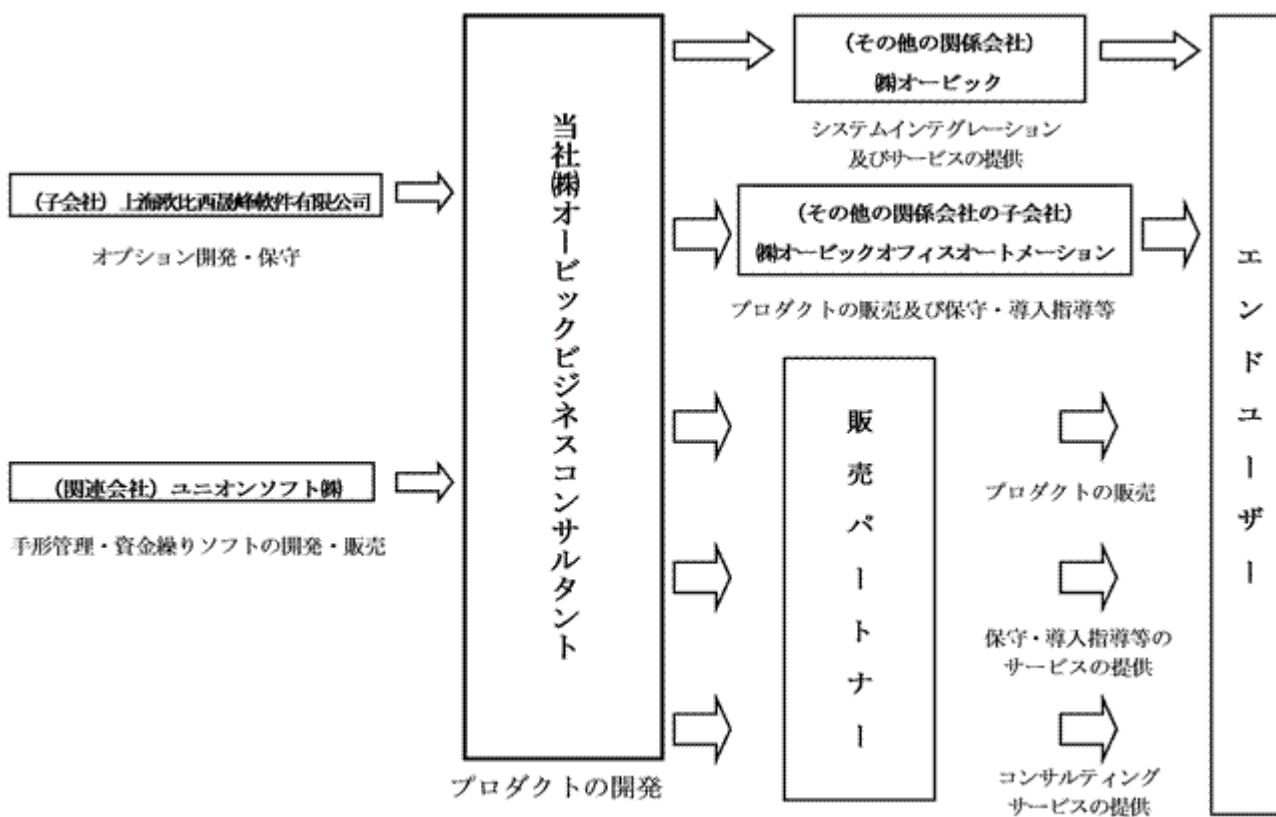 (子会社) 上海欧比西晟峰軟件有限公司
オプション開発・保守
(関連会社) ユニオンソフト㈱
手形管理・資金繰りソフトの開発・販売
当社㈱オービックビジネスコンサルタント
プロダクトの開発
(その他の関係会社)
㈱オービック
システムインテグレーション
及びサービスの提供
(その他の関係会社の子会社)
㈱オービックオフィスオートメーション
プロダクトの販売及び保守・導入指導等
販売パートナー
プロダクトの販売
保守・導入指導等の
サービスの提供
コンサルティング
サービスの提供
エンドユーザー